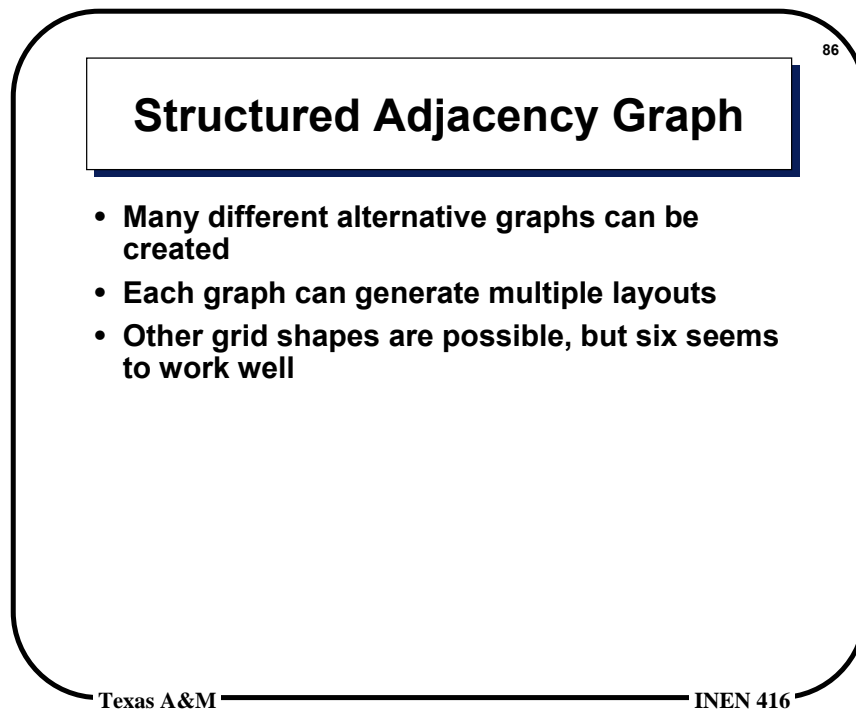 86
Structured Adjacency Graph
• Many different alternative graphs can be
created
• Each graph can generate multiple layouts
• Other grid shapes are possible, but six seems
to work well
Texas A&M
INEN 416